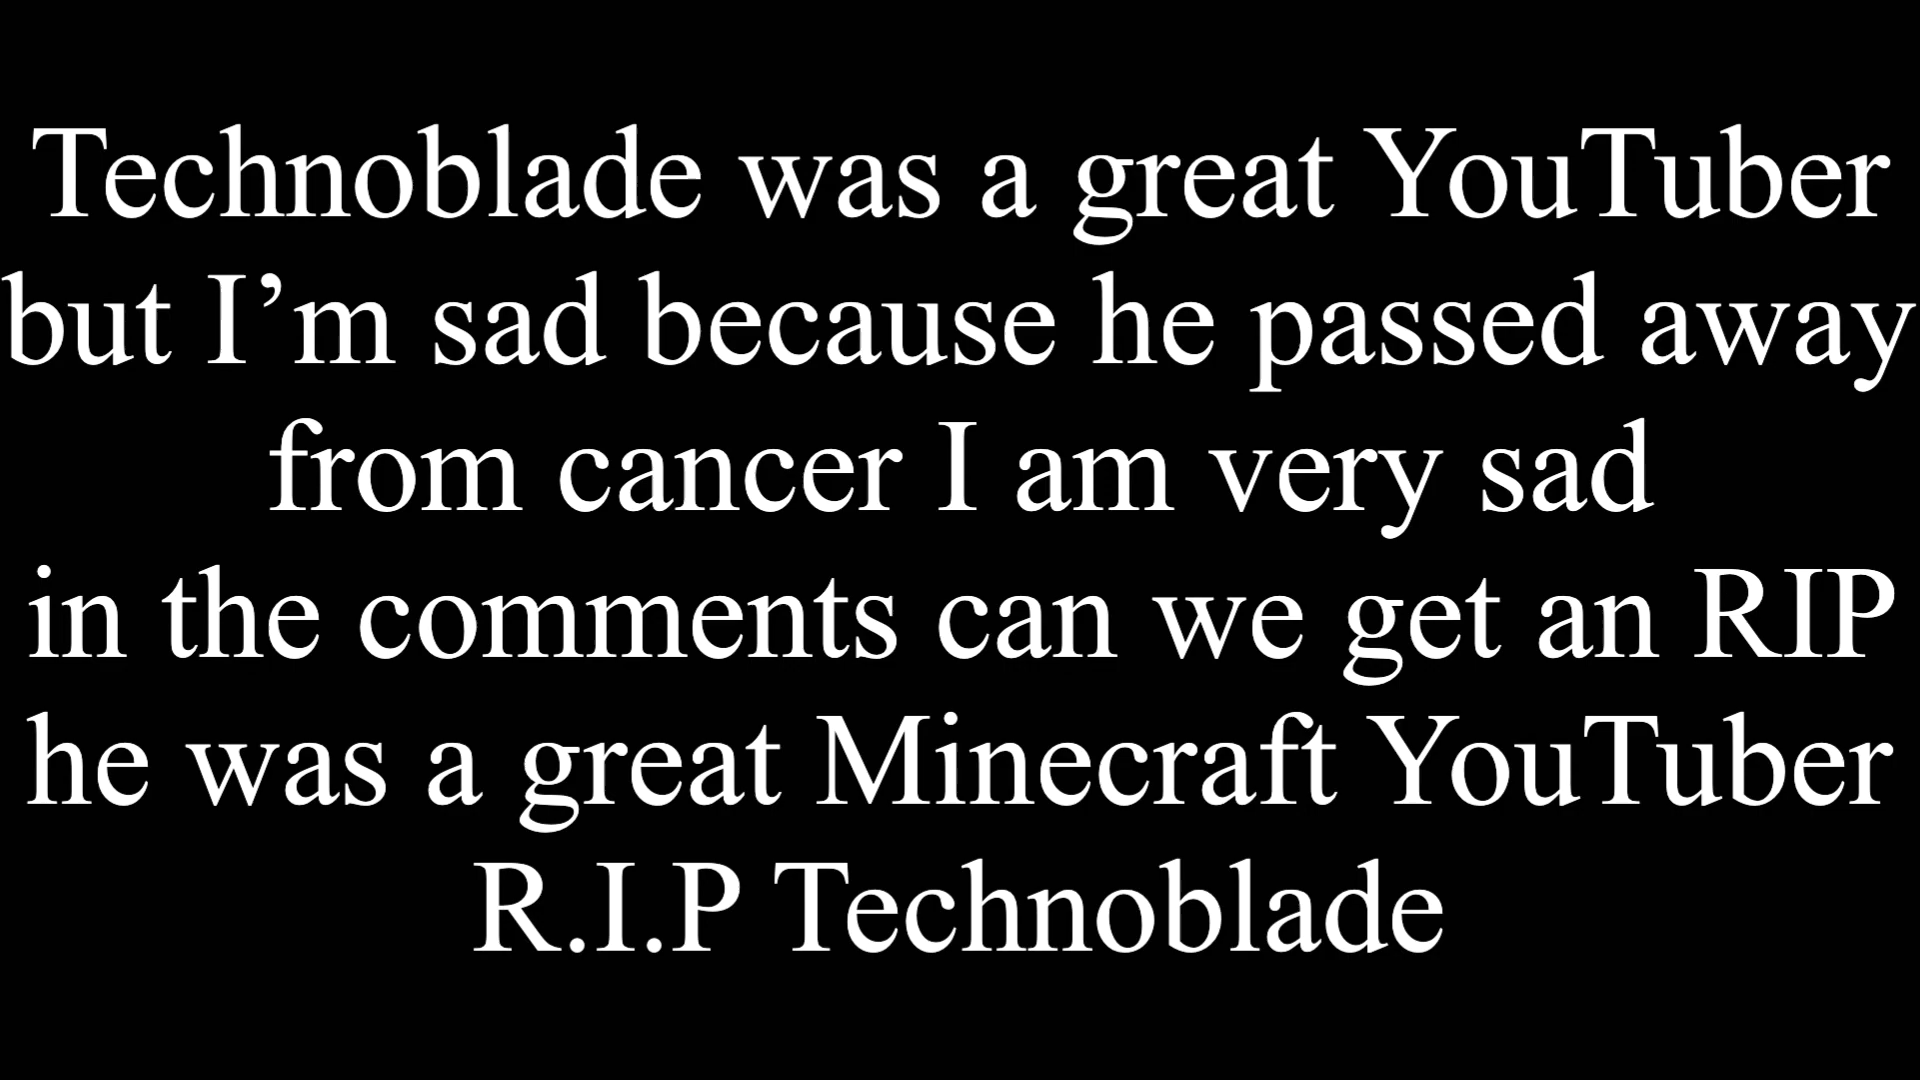 Technoblade was a great YouTuber
but I’m sad because he passed away
from cancer I am very sad
in the comments can we get an RIP
he was a great Minecraft YouTuber
R.I.P Technoblade